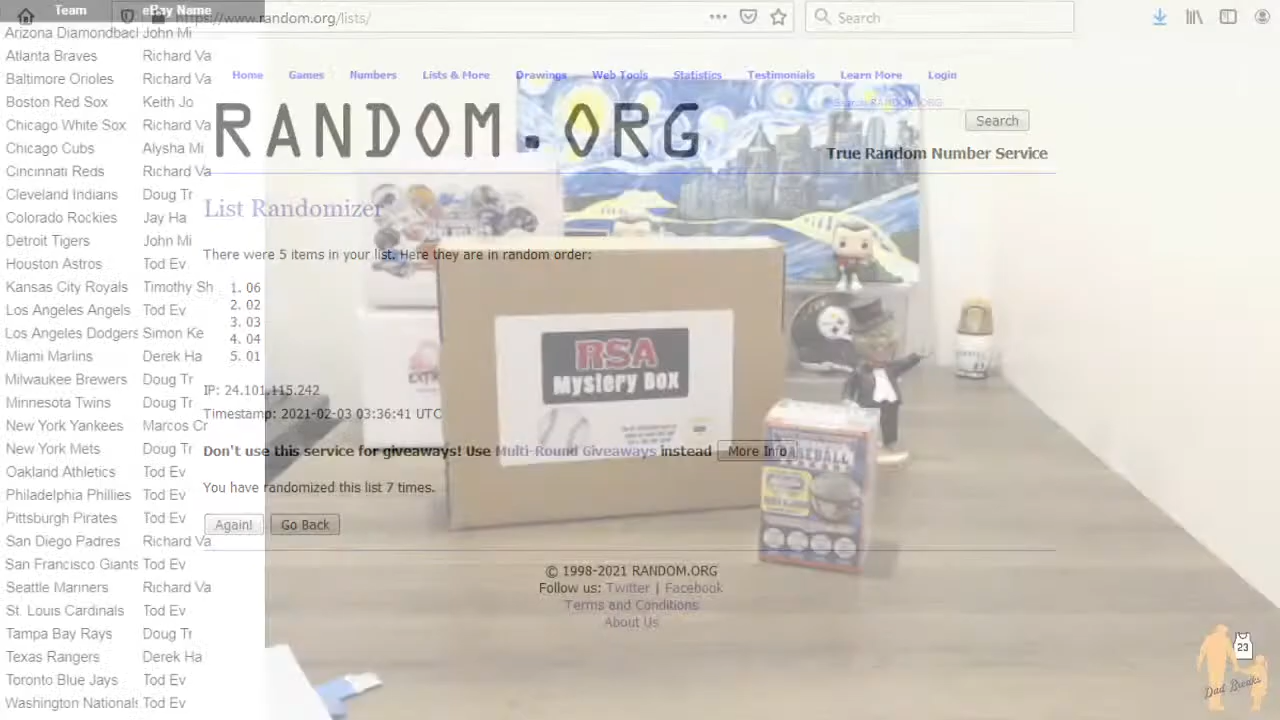 Team eBay Name
https://www.random.org/lists/
Search
Arizona Diamondbacl John Mi
Atlanta Braves Richard Va
Baltimore Orioles Richard Va
Boston Red Sox Keith Jo
Chicago White Sox Richard Va
Chicago Cubs Alysha Mi
Cincinnati Reds Richard Va
Cleveland Indians Doug Tr
Colorado Rockies Jay Ha
Detroit Tigers John Mi
Houston Astros Tod Ev
Kansas City Royals Timothy Sh
Los Angeles Angels Tod Ev
Los Angeles Dodgers Simon Ke
Miami Marlins Derek Ha
Milwaukee Brewers Doug Tr
Minnesota Twins Doug Tr
New York Yankees Marcos Cr
New York Mets Doug Tr
Oakland Athletics Tod Ev
Philadelphia Phillies Tod Ev
Pittsburgh Pirates Tod Ev
San Diego Padres Richard Va
San Francisco Giants Tod Ev
Seattle Mariners Richard Va
St. Louis Cardinals Tod Ev
Tampa Bay Rays Doug Tr
Texas Rangers Derek Ha
Toronto Blue Jays Tod Ev
Washington Nationals Tod Ev
Home Games Numbers Lists & More Drawings Web Tools Statistics Testimonials Learn More Login
Search RANDOM.ORG
Search
RANDOM.ORG
True Random Number Service
List Randomizer
There were 5 items in your list. Here they are in random order:
1. 06
2. 02
3. 03
4. 04
5. 01
IP: 24.101.115.242
Timestamp: 2021-02-03 03:36:41 UTC
Don't use this service for giveaways! Use Multi-Round Giveaways instead More Info
You have randomized this list 7 times.
Again! Go Back
© 1998-2021 RANDOM.ORG
Follow us: Twitter | Facebook
Terms and Conditions
About Us
RSA
Mystery Box
BASEBALL
23
Dad Breaks